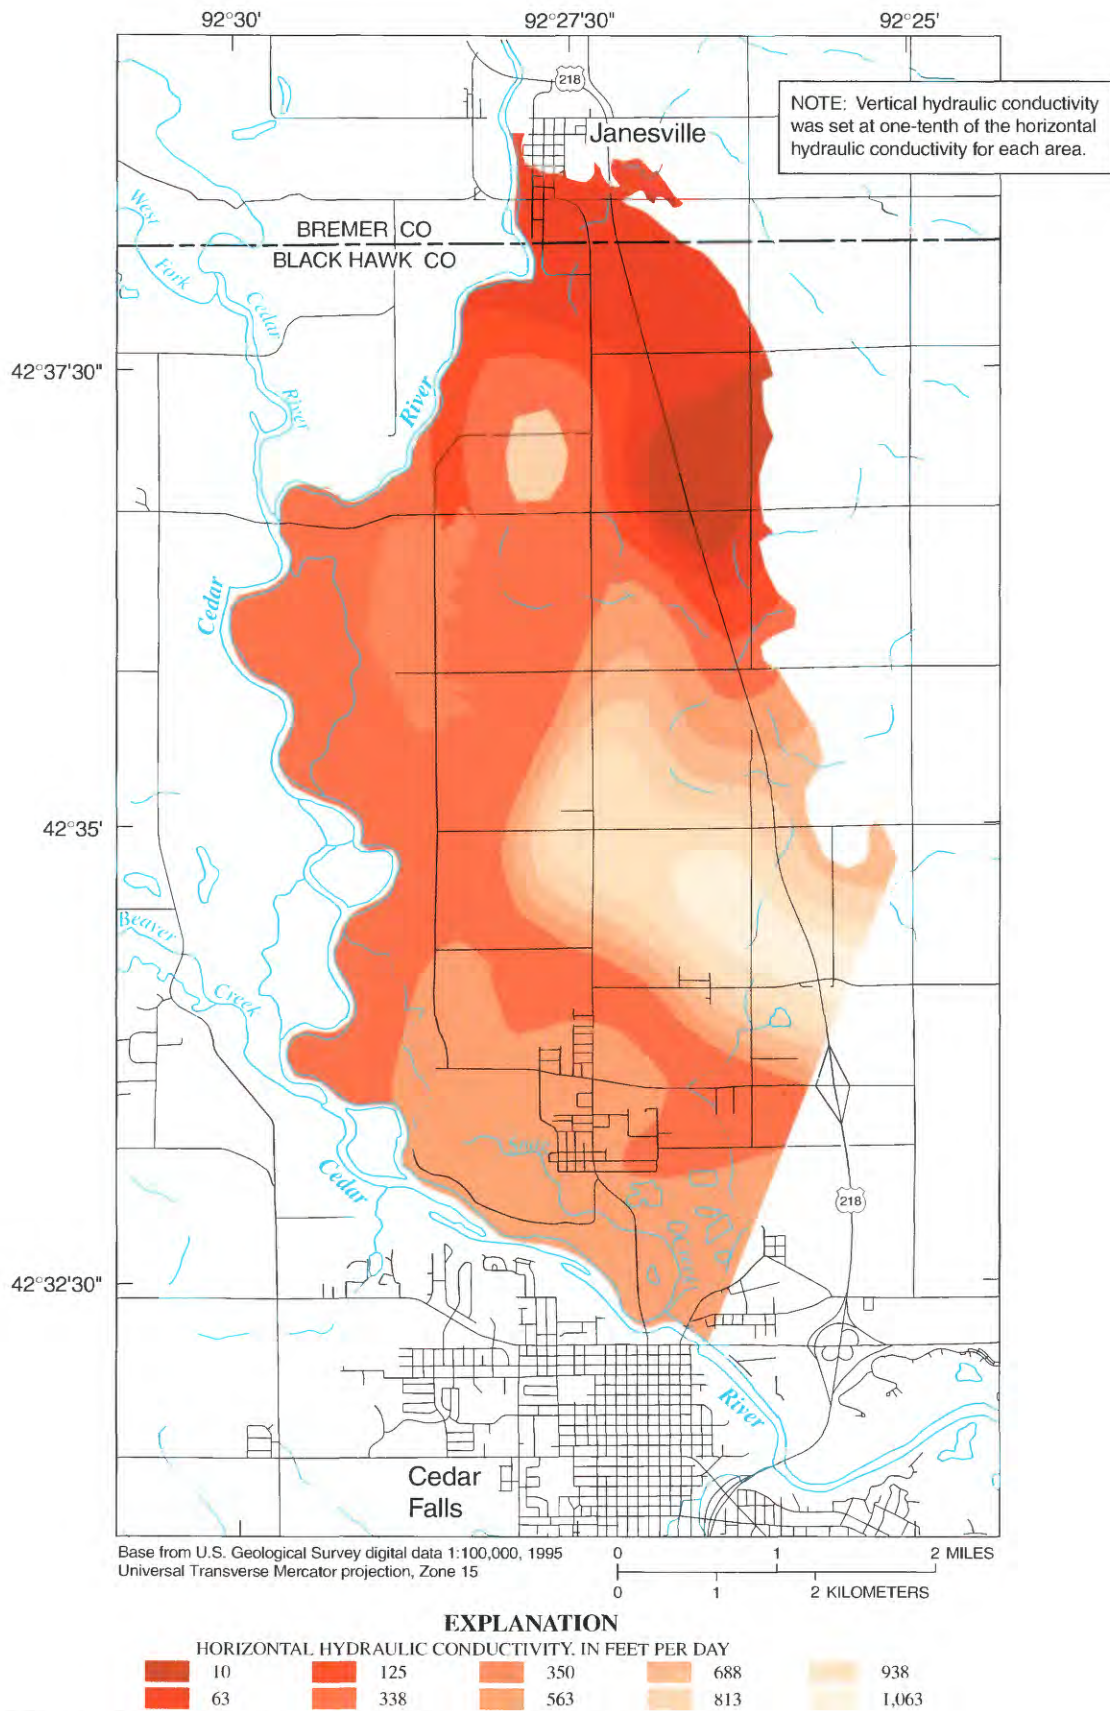 92°30' 92°27'30" 92°25'
218
NOTE: Vertical hydraulic conductivity
was set at one-tenth of the horizontal
hydraulic conductivity for each area.
Janesville
West
Fork
Cedar
River
BREMER CO
BLACK HAWK CO
42°37'30"
River
Cedar
42°35'
Beaver
Creek
Snag
Creek
Cedar
218
42°32'30"
River
Cedar
Falls
Base from U.S. Geological Survey digital data 1:100,000, 1995
Universal Transverse Mercator projection, Zone 15
0 1 2 MILES
0 1 2 KILOMETERS
EXPLANATION
HORIZONTAL HYDRAULIC CONDUCTIVITY, IN FEET PER DAY
10 125 350 688 938
63 338 563 813 1,063